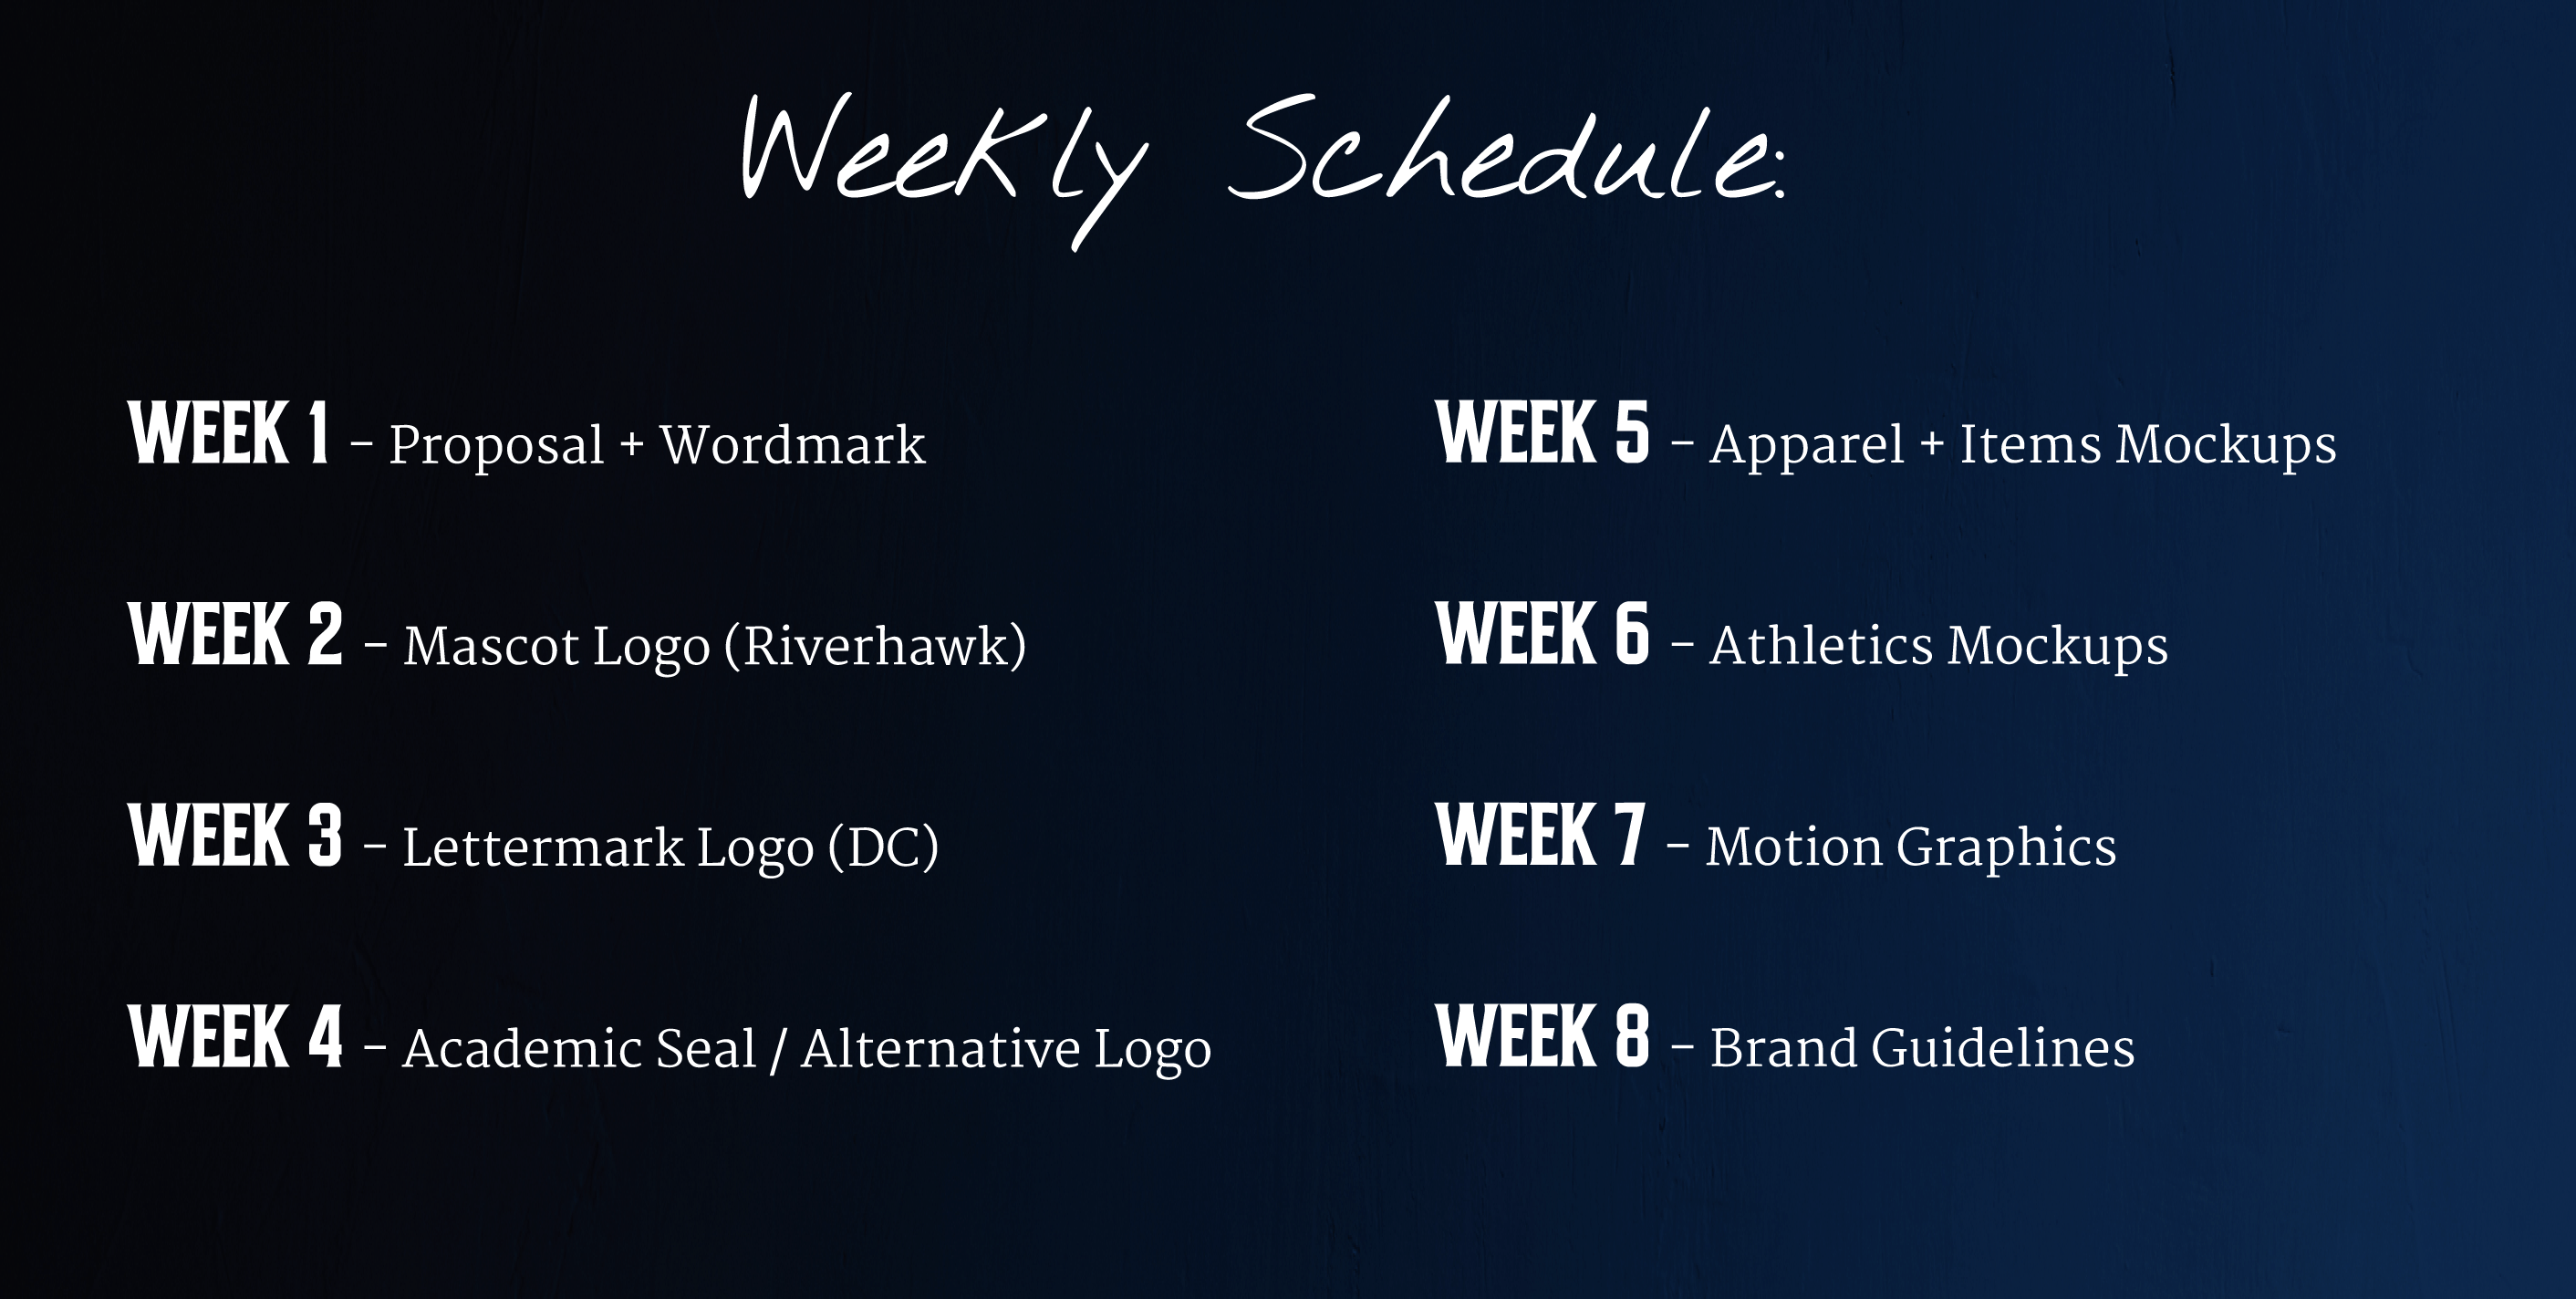 Weekly Schedule:
WEEK 1 - Proposal + Wordmark
WEEK 2 - Mascot Logo (Riverhawk)
WEEK 3 - Lettermark Logo (DC)
WEEK 4 - Academic Seal / Alternative Logo
WEEK 5 - Apparel + Items Mockups
WEEK 6 - Athletics Mockups
WEEK 7 - Motion Graphics
WEEK 8 - Brand Guidelines